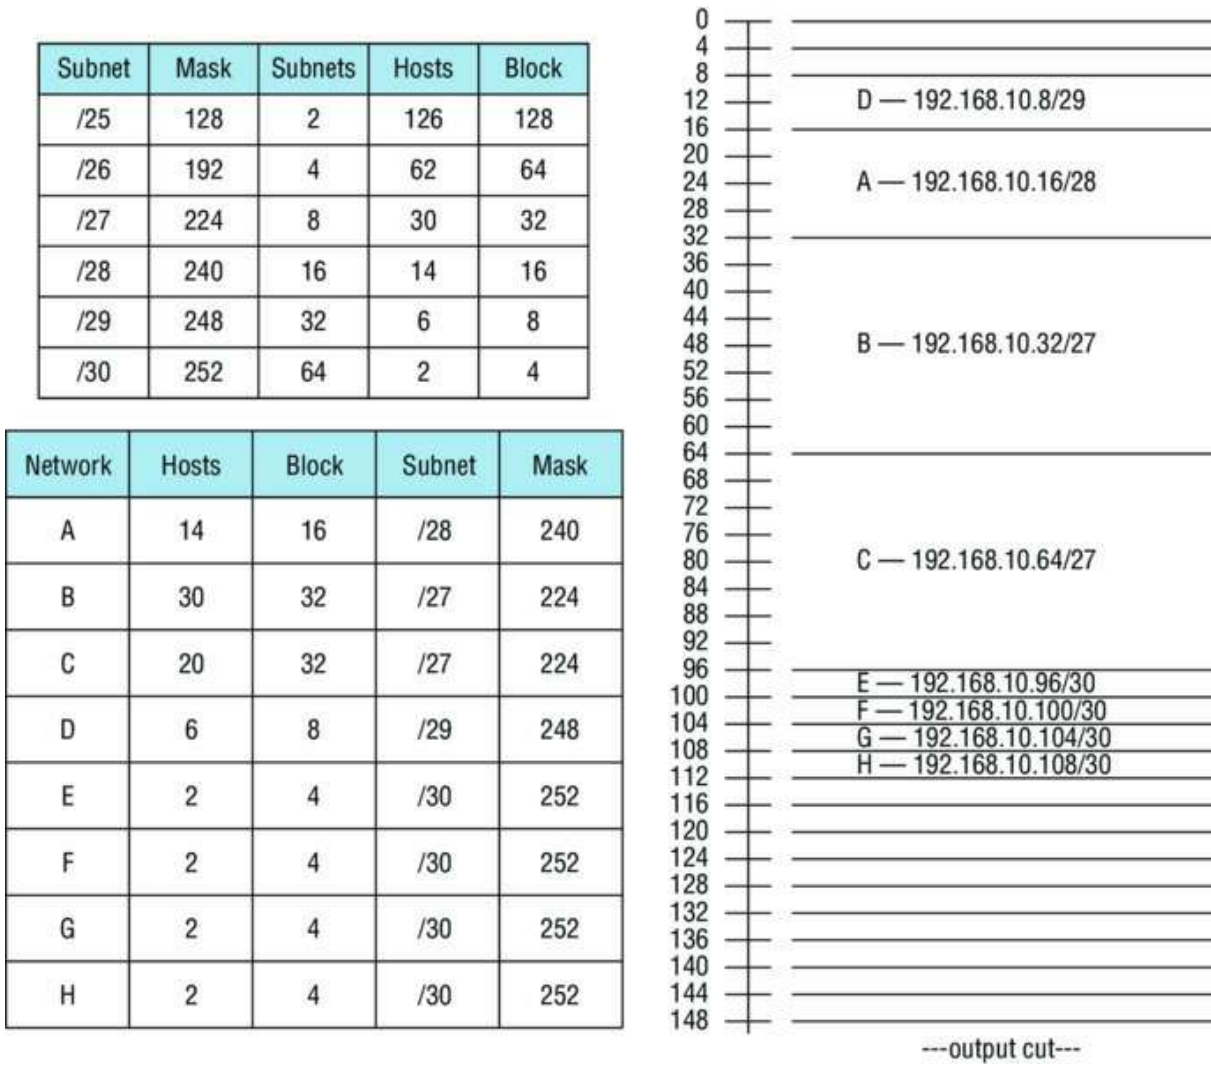 Subnet Mask Subnets Hosts Block
/25 128 2 126 128
/26 192 4 62 64
/27 224 8 30 32
/28 240 16 14 16
/29 248 32 6 8
/30 252 64 2 4
Network Hosts Block Subnet Mask
A 14 16 /28 240
B 30 32 /27 224
C 20 32 /27 224
D 6 8 /29 248
E 2 4 /30 252
F 2 4 /30 252
G 2 4 /30 252
H 2 4 /30 252
0
4
8
12 D — 192.168.10.8/29
16
20
24 A — 192.168.10.16/28
28
32
36
40
44
48 B — 192.168.10.32/27
52
56
60
64
68
72
76
80 C — 192.168.10.64/27
84
88
92
96
E — 192.168.10.96/30
100
F — 192.168.10.100/30
104
G — 192.168.10.104/30
108
H — 192.168.10.108/30
112
116
120
124
128
132
136
140
144
148
---output cut---